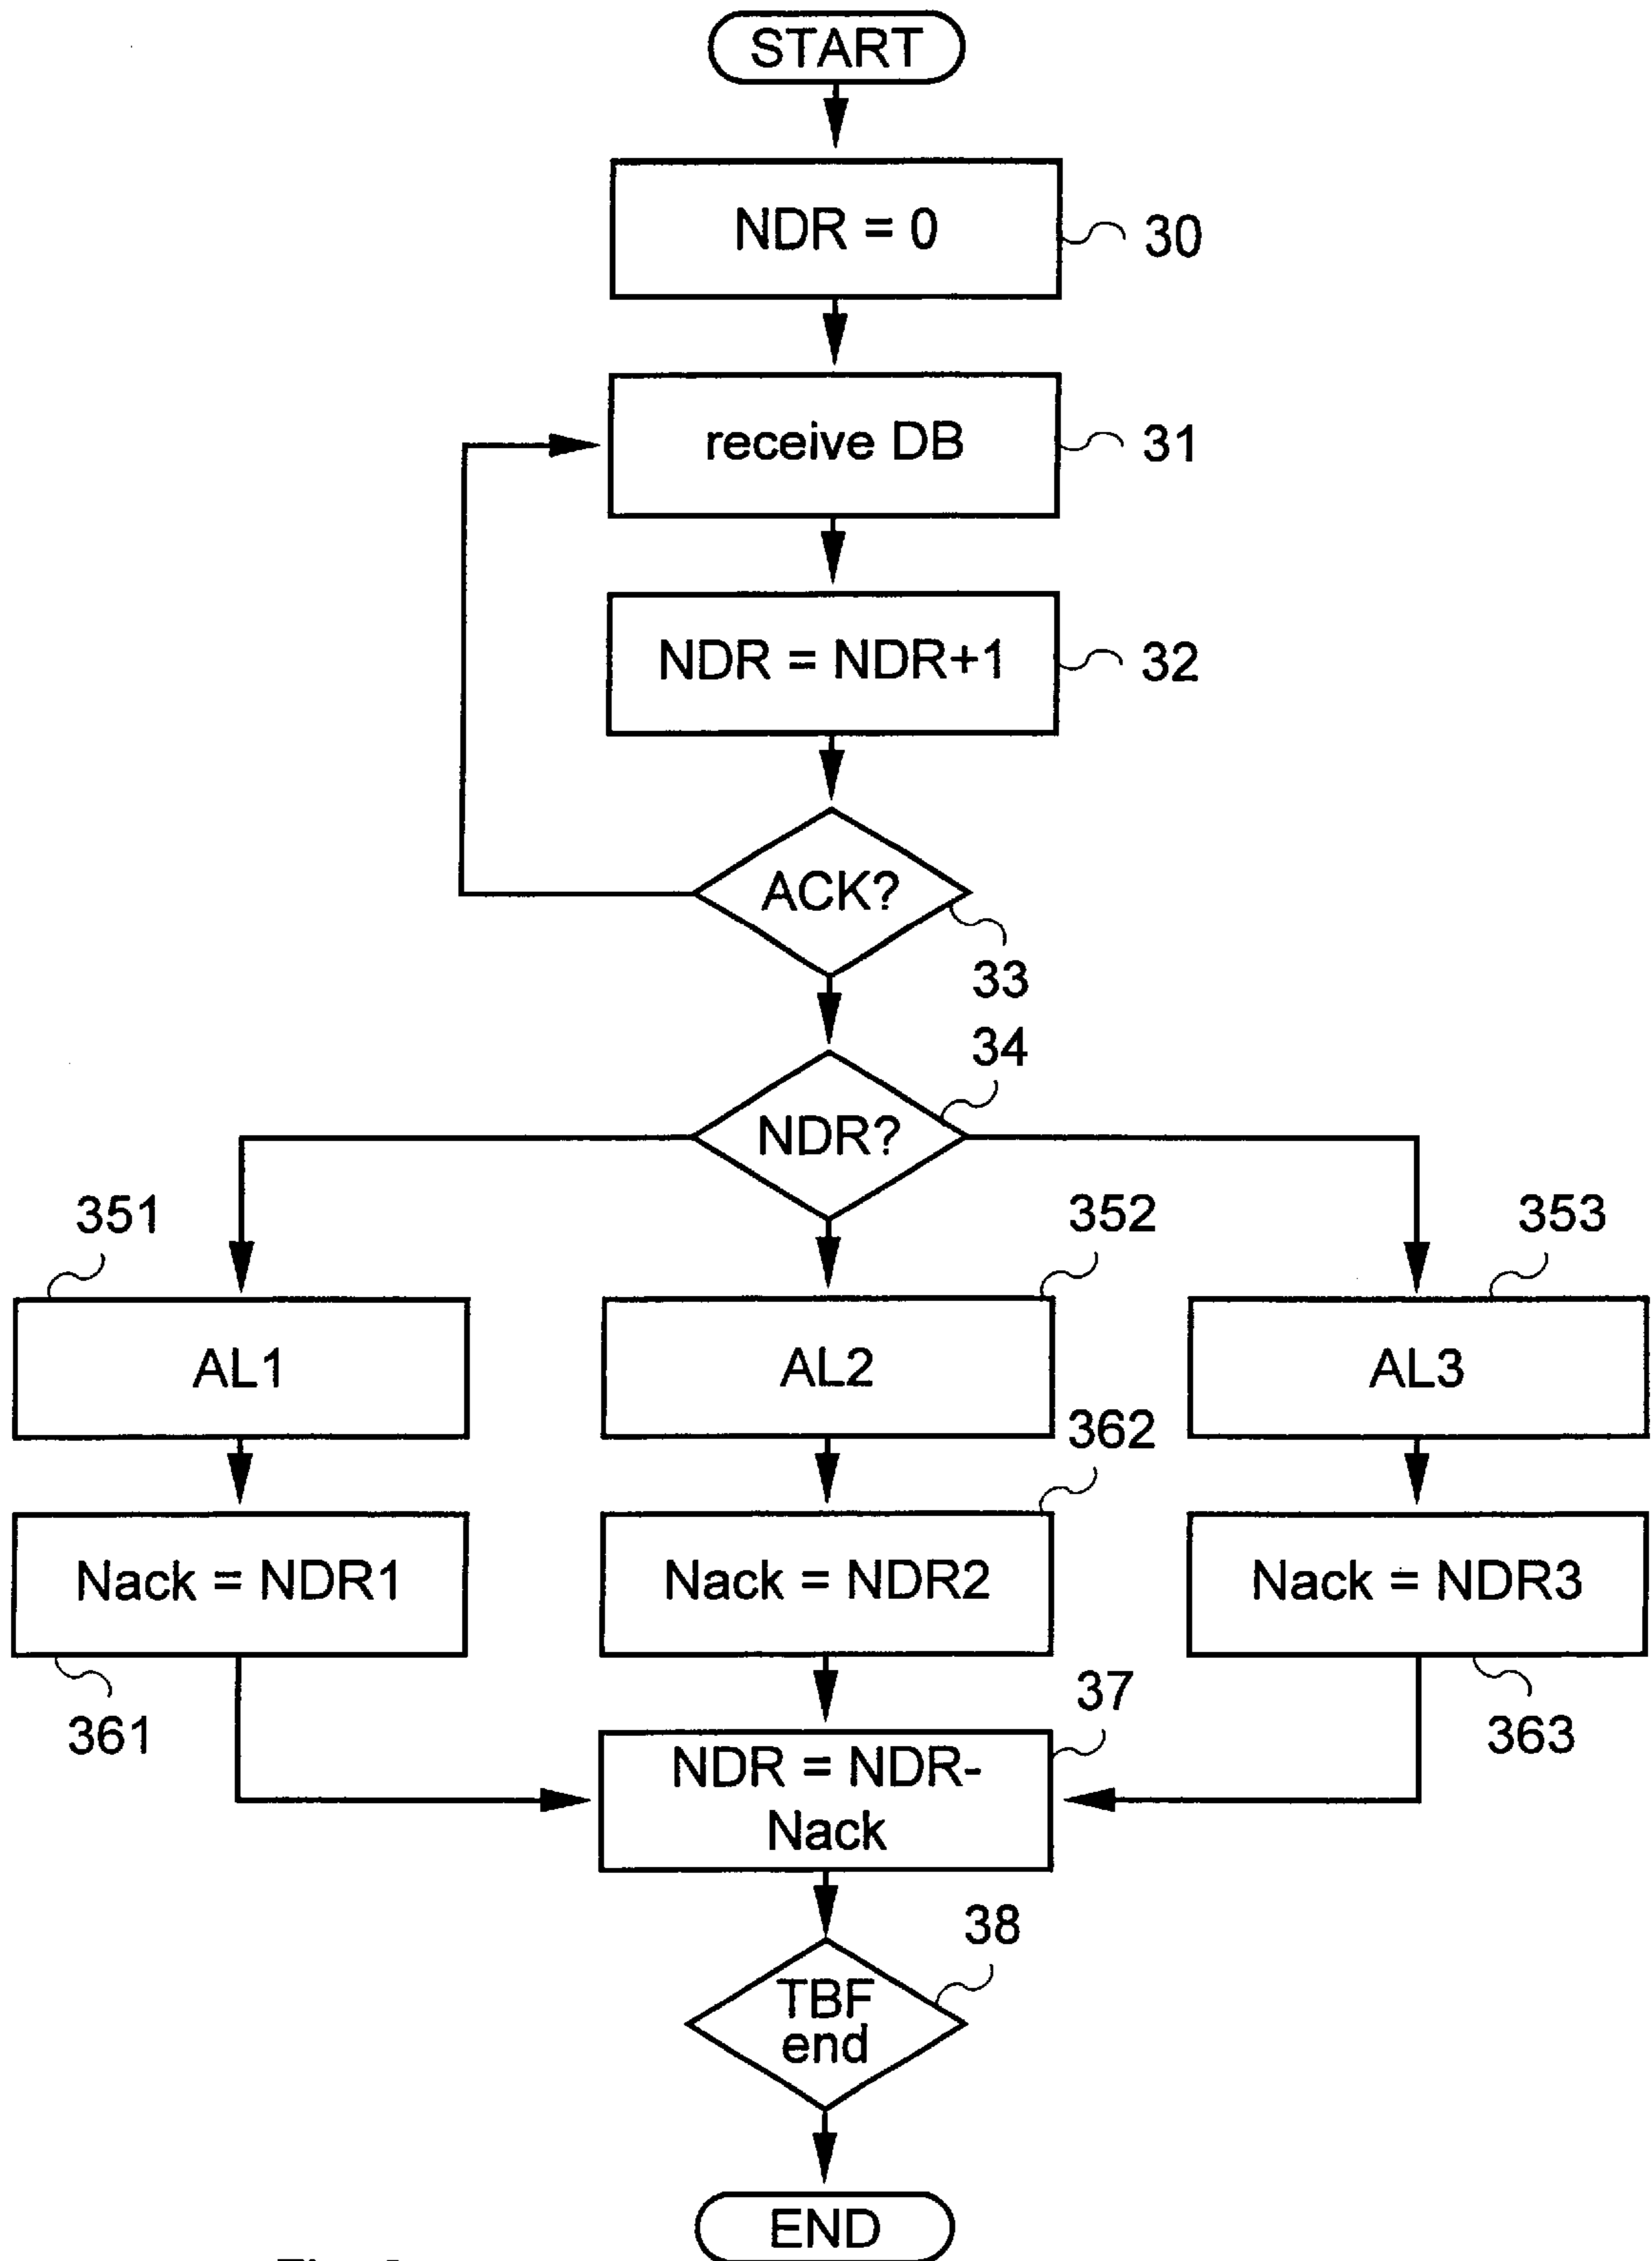 START
NDR = 0
30
receive DB
31
NDR = NDR+1
32
ACK?
33
34
NDR?
351
352
353
AL1
AL2
AL3
362
Nack = NDR1
Nack = NDR2
Nack = NDR3
361
37
363
NDR = NDR-
Nack
38
TBF
end
END